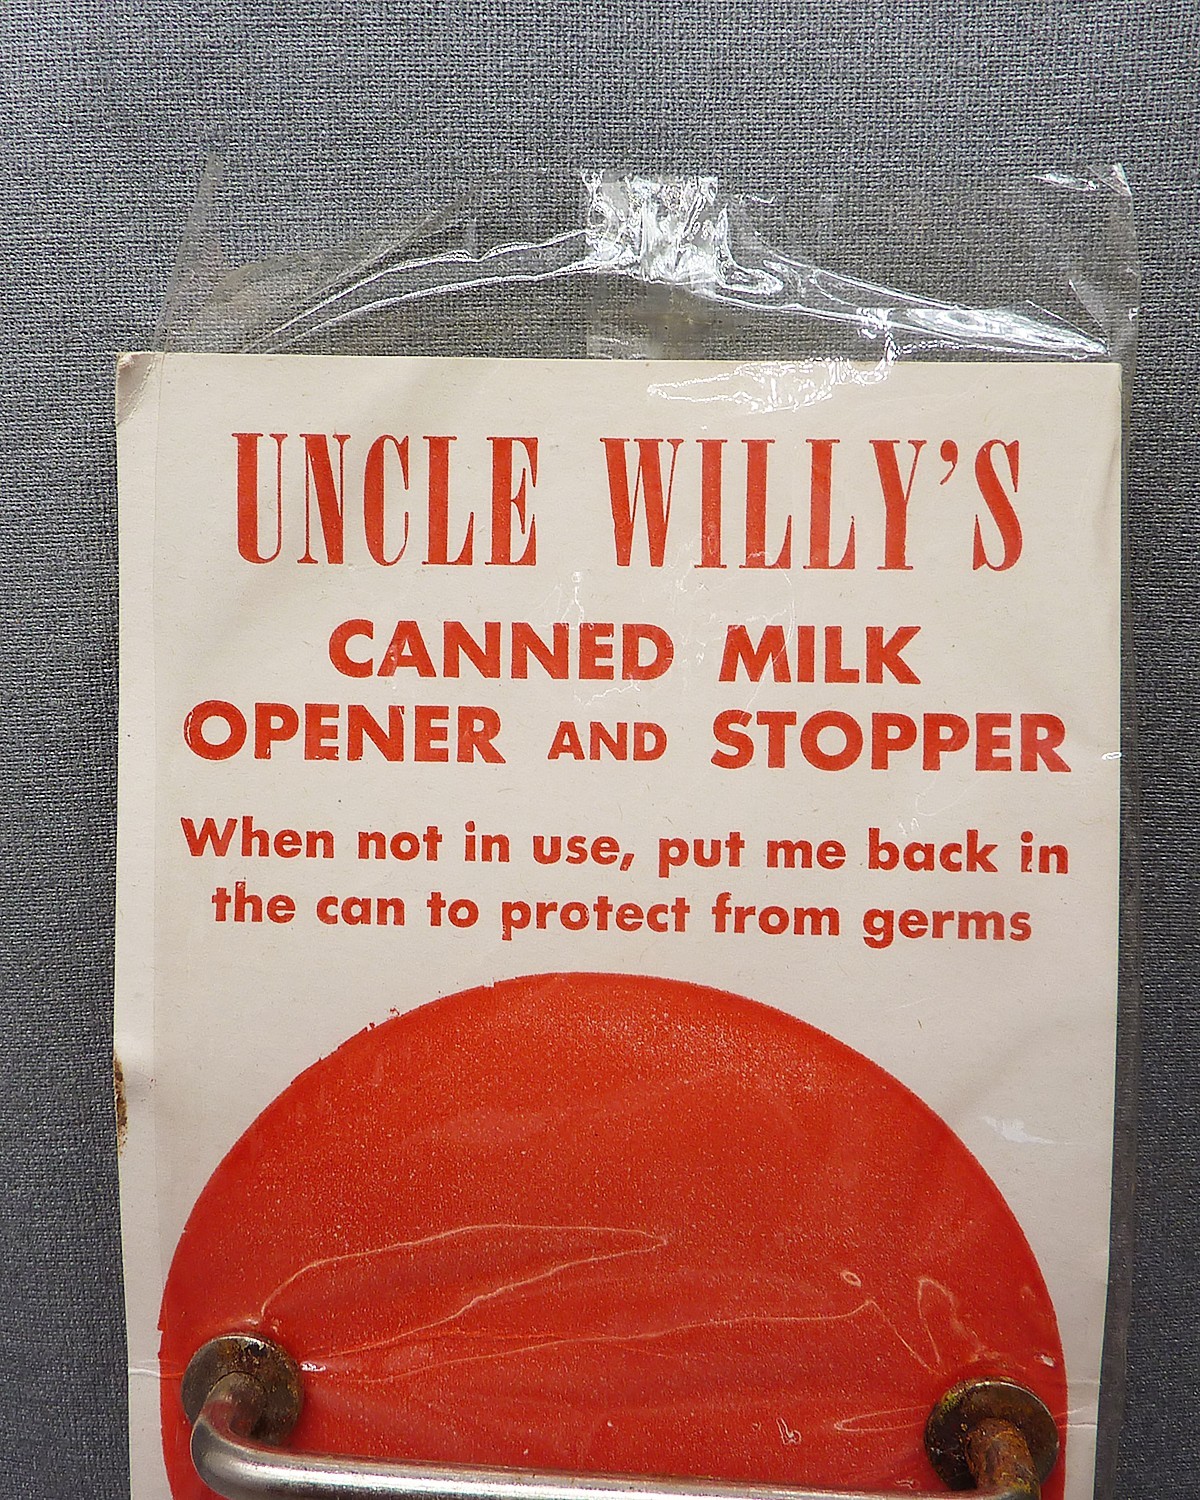 UNCLE WILLY'S
CANNED MILK
OPENER AND STOPPER
When not in use, put me back in
the can to protect from germs